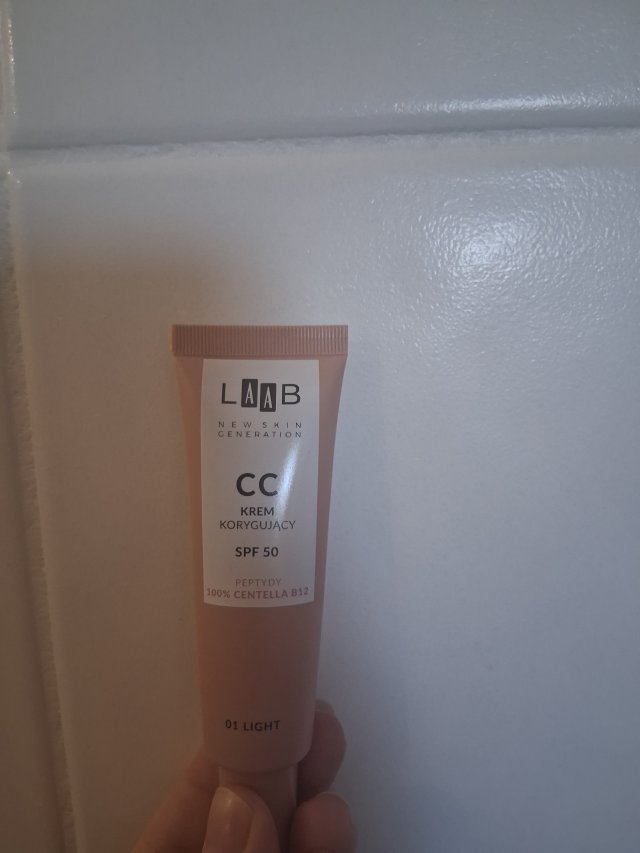 LAAB
NEW SKIN
GENERATION
CC
KREM
KORYGUJĄCY
SPF 50
PEPTYDY
100% CENTELLA B12
01 LIGHT